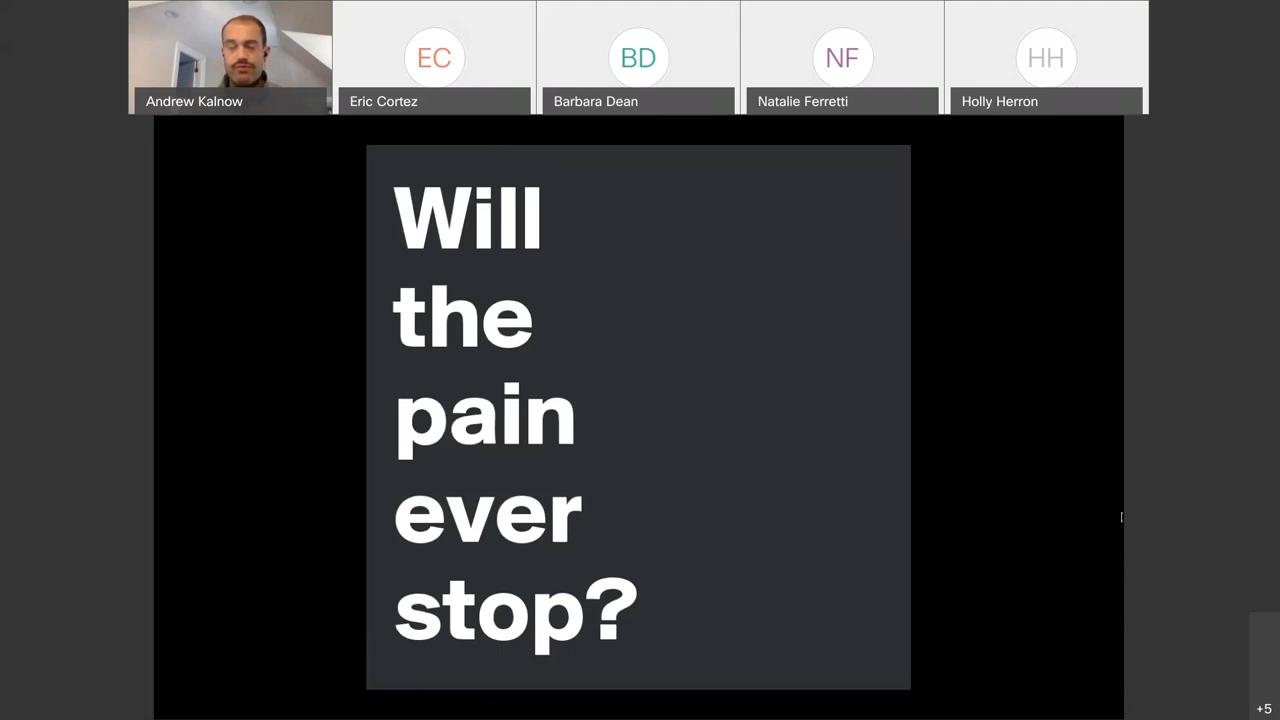 EC
BD
NF
HH
Andrew Kalnow
Eric Cortez
Barbara Dean
Natalie Ferretti
Holly Herron
Will
the
pain
ever
stop?
+5